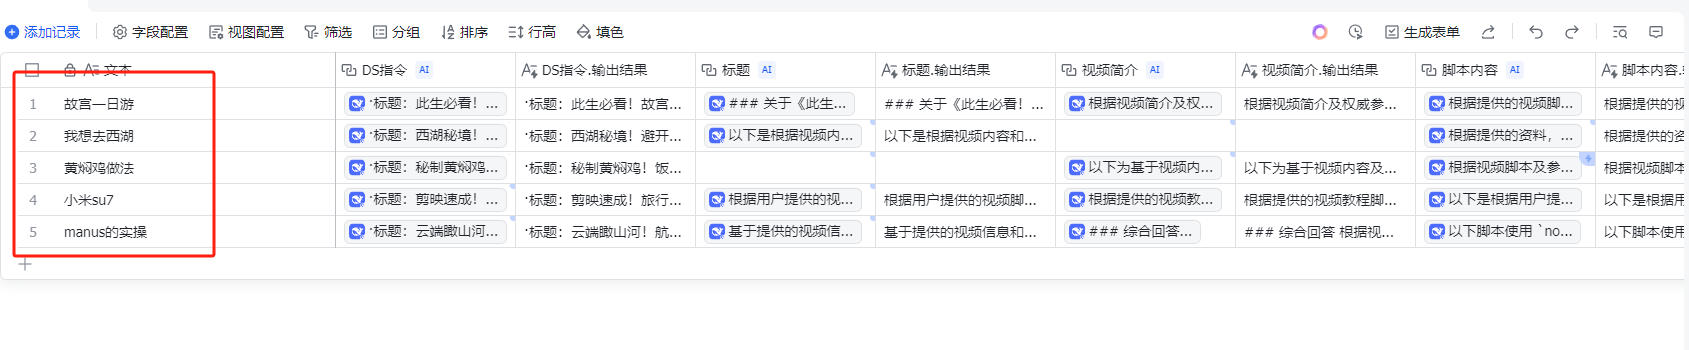 添加记录 字段配置 视图配置 筛选 分组 排序 行高 填色 生成表单
文本 DS指令 AI DS指令.输出结果 标题 AI 标题.输出结果 视频简介 AI 视频简介.输出结果 脚本内容 AI 脚本内容.
1 故宫一日游 ·标题：此生必看！... ·标题：此生必看！故宫... ### 关于《此生... ### 关于《此生必看！... 根据视频简介及权... 根据视频简介及权威参... 根据提供的视频脚... 根据提供的视
2 我想去西湖 ·标题：西湖秘境！... ·标题：西湖秘境！避开... 以下是根据视频内... 以下是根据视频内容和... 根据提供的资料，... 根据提供的资
3 黄焖鸡做法 ·标题：秘制黄焖鸡... ·标题：秘制黄焖鸡！饭... 以下为基于视频内... 以下为基于视频内容及... 根据视频脚本及参... 根据视频脚本
4 小米su7 ·标题：剪映速成！... ·标题：剪映速成！旅行... 根据用户提供的视... 根据用户提供的视频脚... 根据提供的视频教... 根据提供的视频教程脚... 以下是根据用户提... 以下是根据用
5 manus的实操 ·标题：云端瞰山河... ·标题：云端瞰山河！航... 基于提供的视频信... 基于提供的视频信息和... ### 综合回答... ### 综合回答 根据视... 以下脚本使用 `no... 以下脚本使用